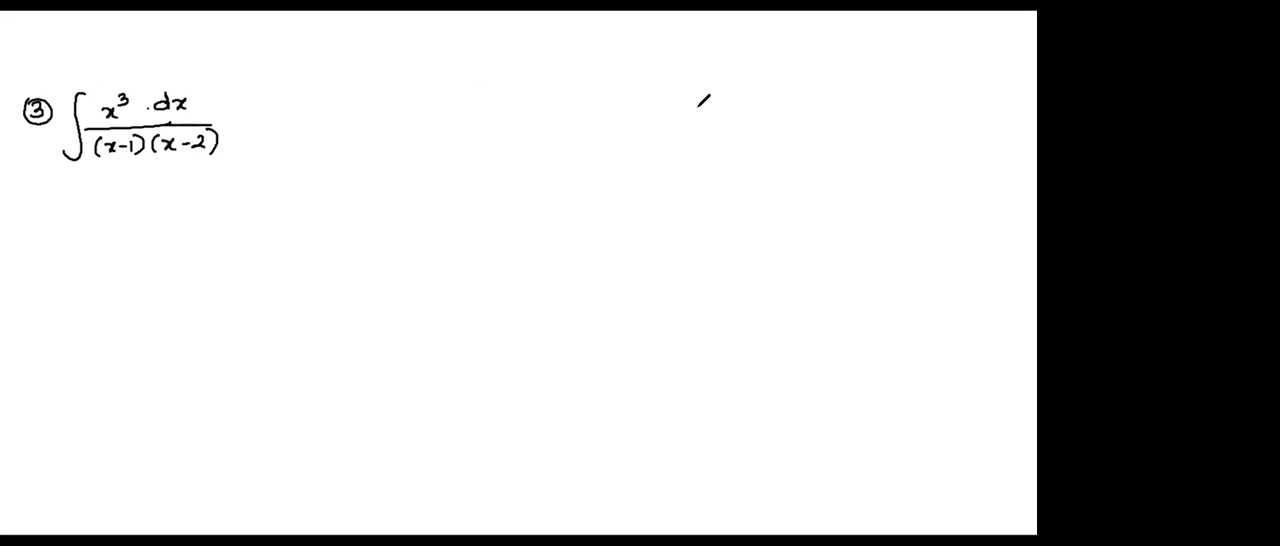 ③ ∫ x³ . dx / (x-1)(x-2)